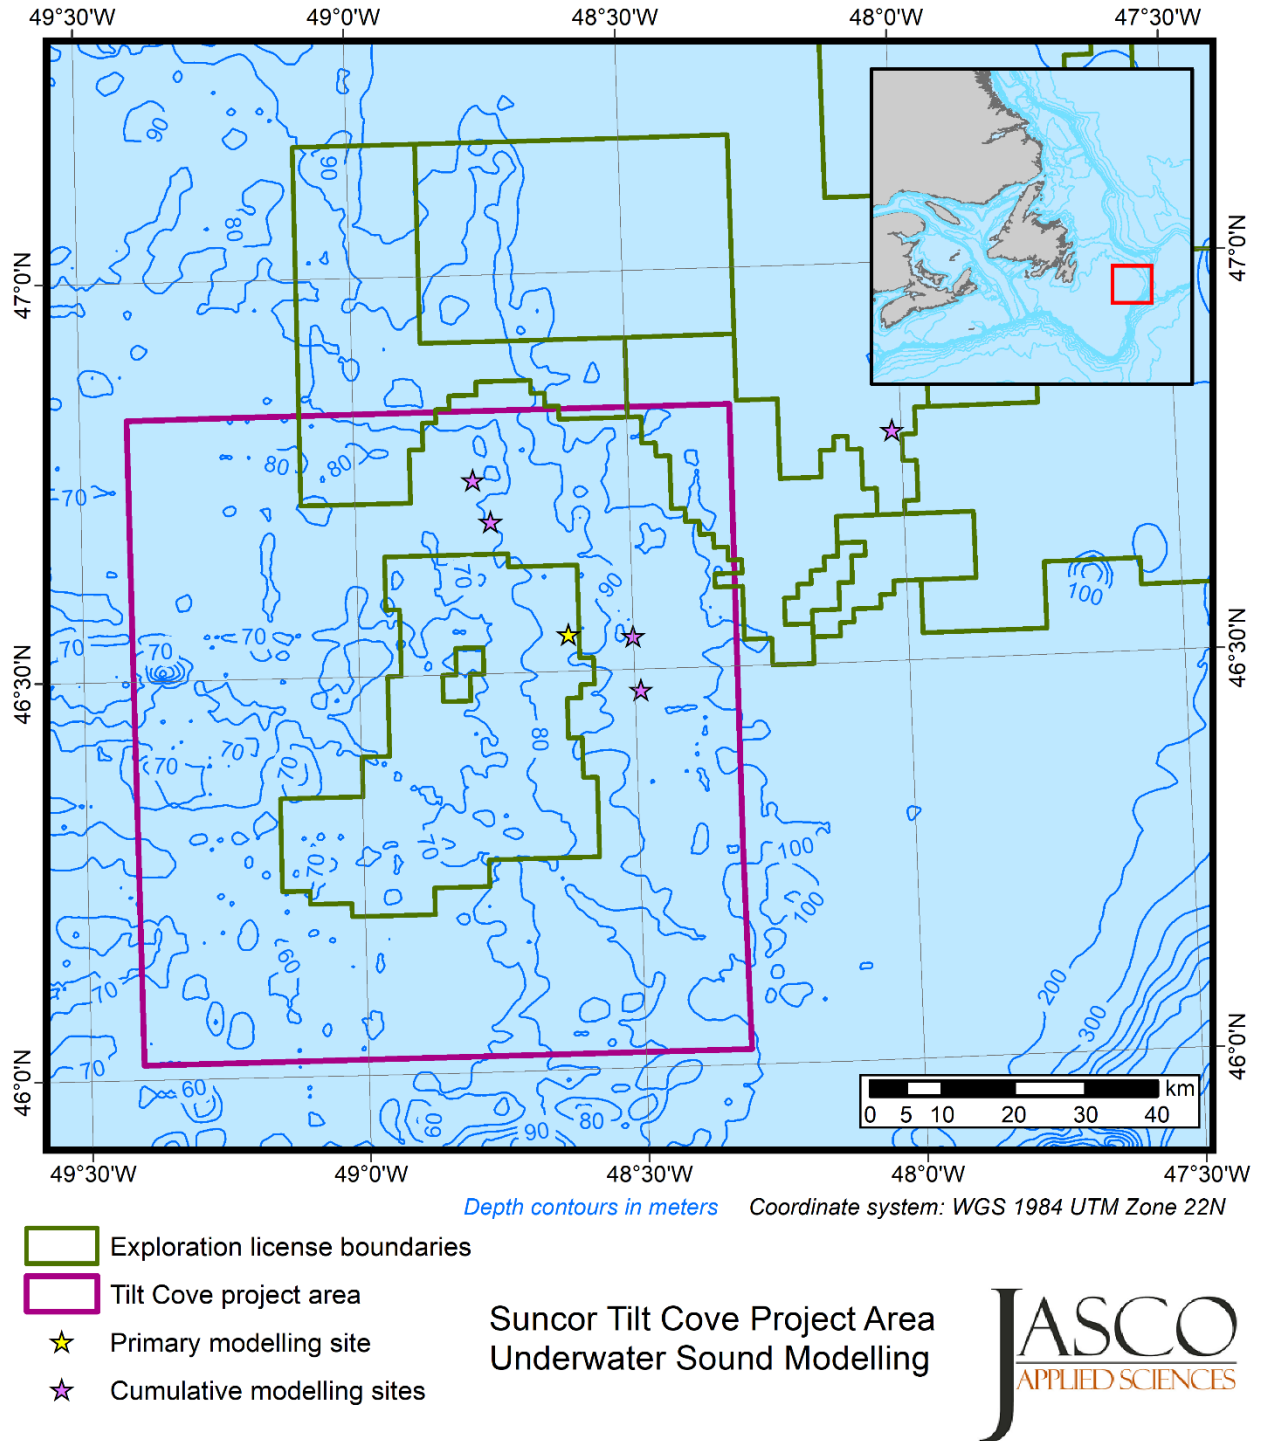 49°30'W 49°0'W 48°30'W 48°0'W 47°30'W
90
90
80
47°0'N
47°0'N
80
80
70
100
70
90
70
70
70
46°30'N
46°30'N
80
70
70
70
70
70
100
100
60
200
300
70
70
46°0'N
46°0'N
60
60
90
80
km
0 5 10 20 30 40
49°30'W 49°0'W 48°30'W 48°0'W 47°30'W
Depth contours in meters Coordinate system: WGS 1984 UTM Zone 22N
Exploration license boundaries
Tilt Cove project area
Primary modelling site
Cumulative modelling sites
Suncor Tilt Cove Project Area
Underwater Sound Modelling
JASCO
APPLIED SCIENCES